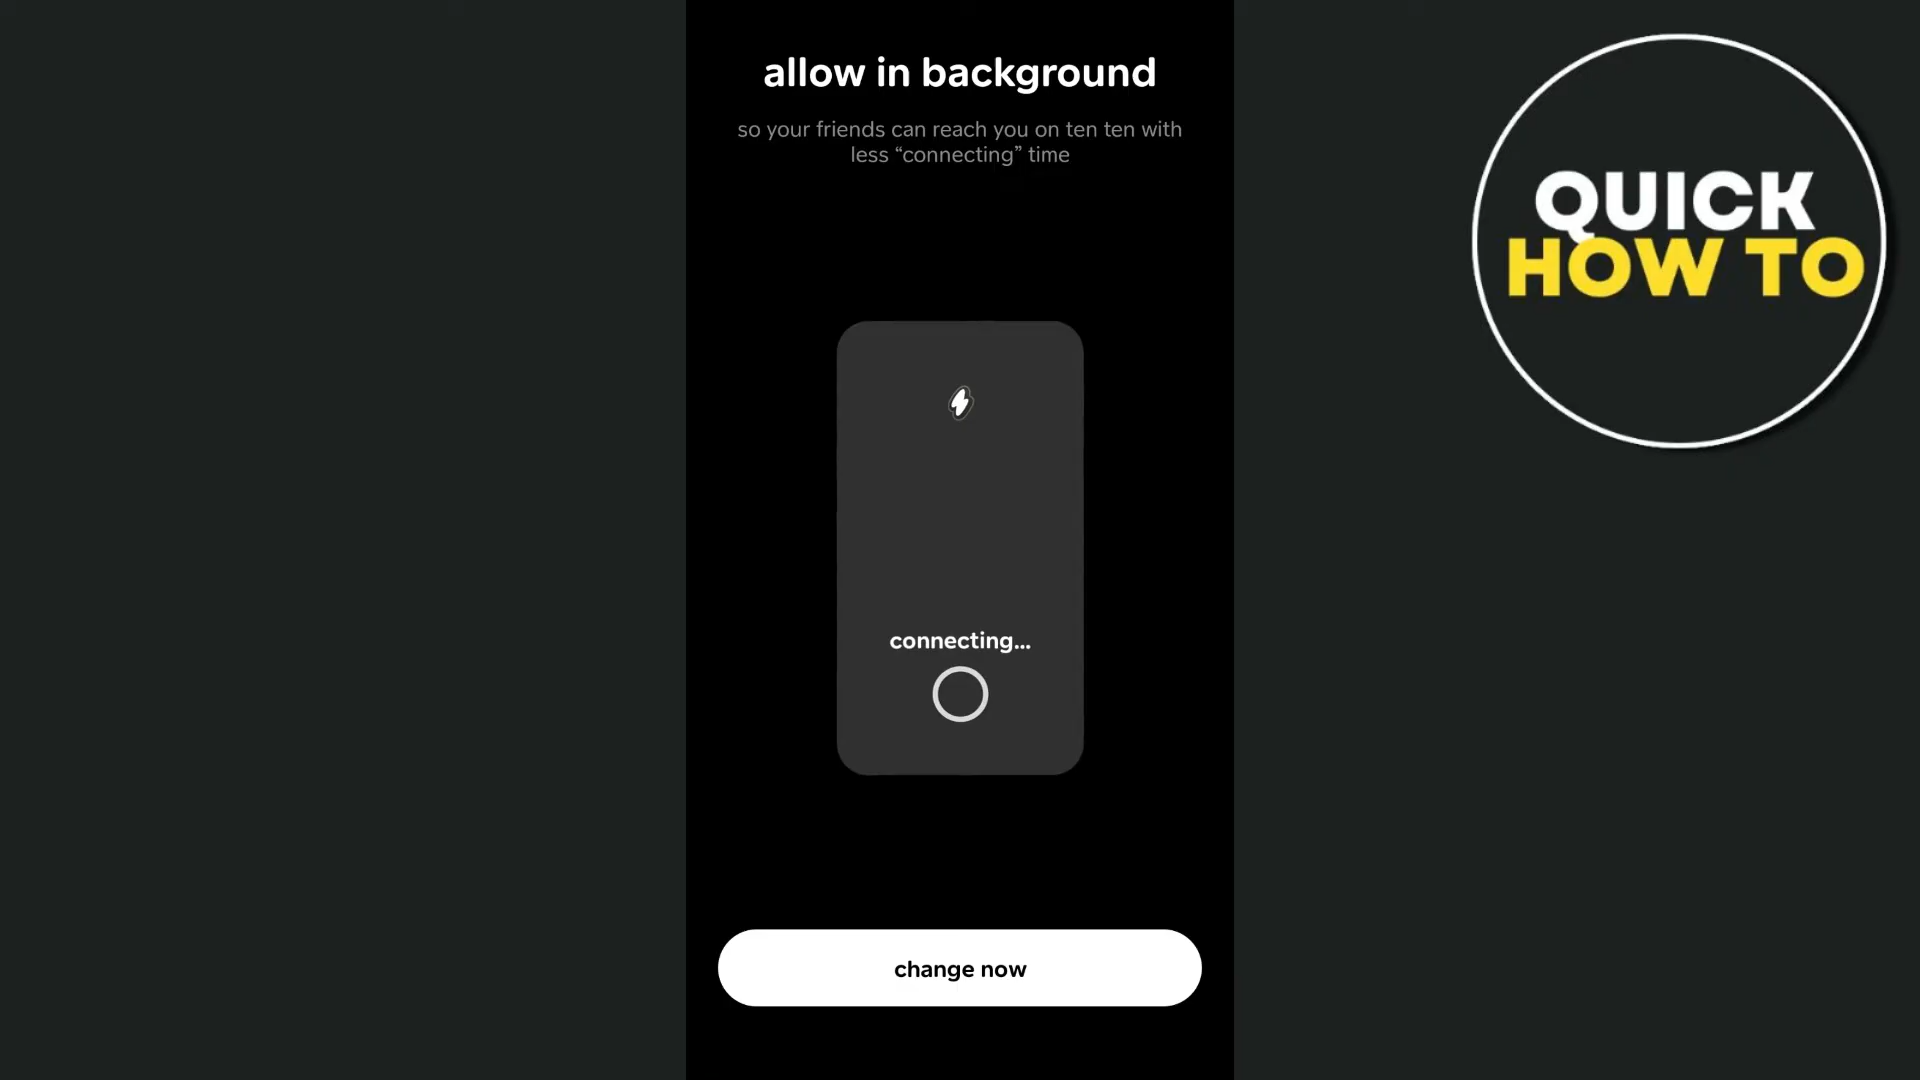 allow in background
so your friends can reach you on ten ten with
less “connecting” time
connecting...
change now
QUICK
HOW TO